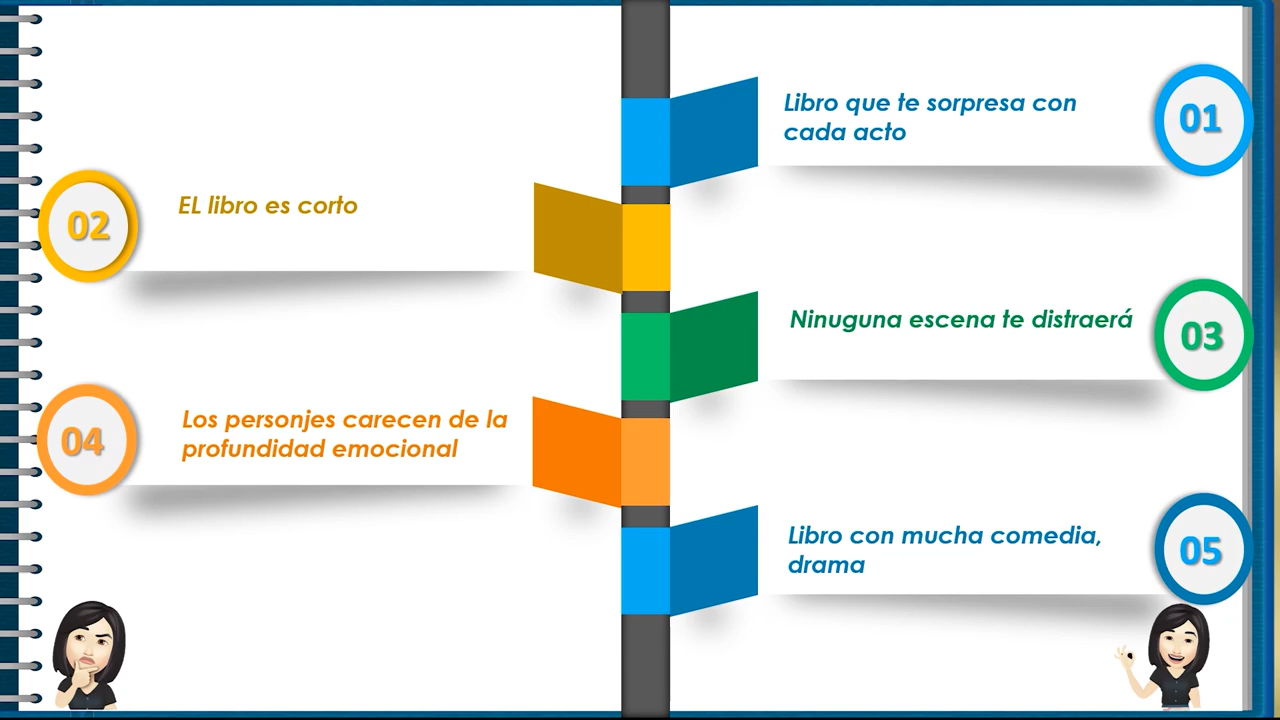 01
Libro que te sorpresa con
cada acto
02
EL libro es corto
03
Ninuguna escena te distraerá
04
Los personjes carecen de la
profundidad emocional
05
Libro con mucha comedia,
drama